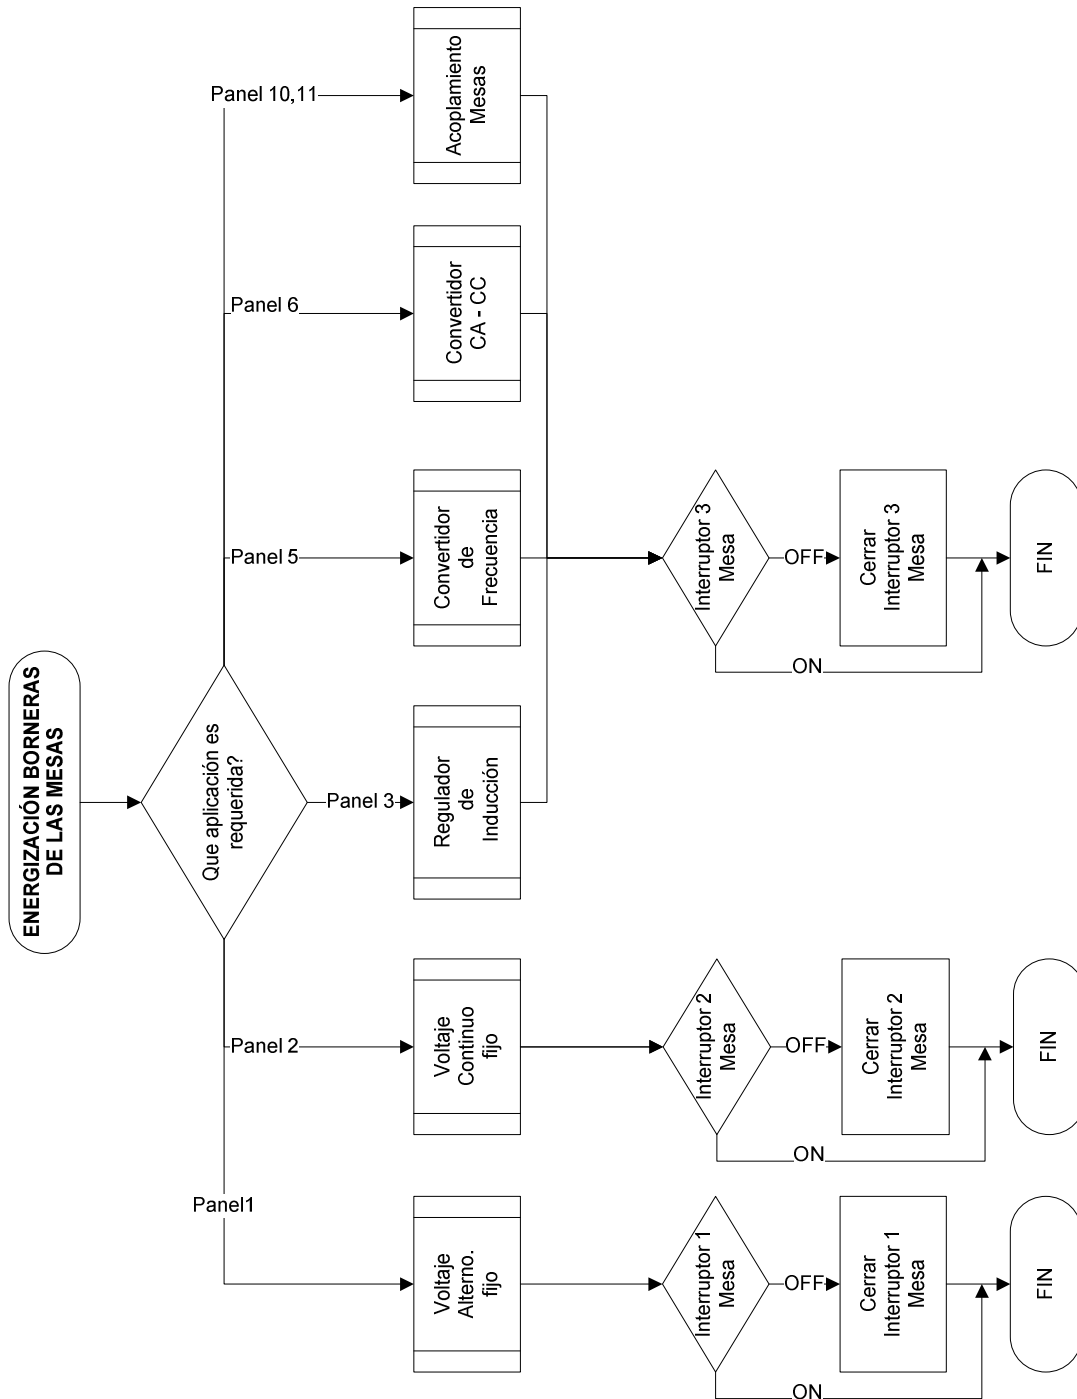 ENERGIZACIÓN BORNERAS
DE LAS MESAS
Que aplicación es
requerida?
Panel1
Panel 2
Panel 3
Panel 5
Panel 6
Panel 10,11
Voltaje
Alterno.
fijo
Voltaje
Continuo
fijo
Regulador
de
Inducción
Convertidor
de
Frecuencia
Convertidor
CA - CC
Acoplamiento
Mesas
Interruptor 1
Mesa
OFF
ON
Cerrar
Interruptor 1
Mesa
FIN
Interruptor 2
Mesa
OFF
ON
Cerrar
Interruptor 2
Mesa
FIN
Interruptor 3
Mesa
OFF
ON
Cerrar
Interruptor 3
Mesa
FIN